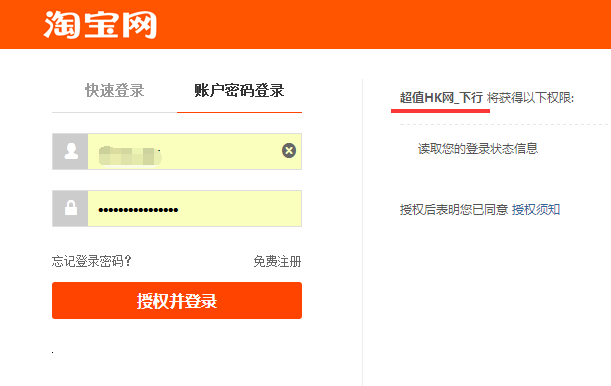 淘宝网
快速登录
账户密码登录
••••••••••••••••
忘记登录密码?
免费注册
授权并登录
超值HK网_下行 将获得以下权限:
读取您的登录状态信息
授权后表明您已同意 授权须知